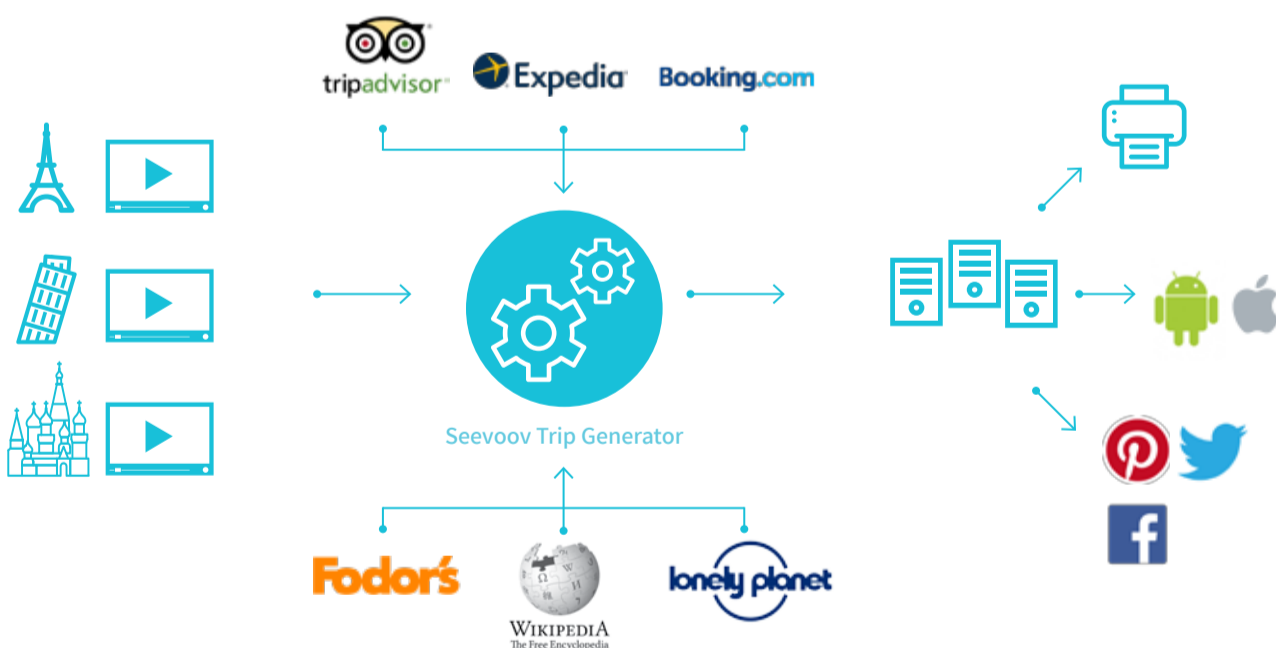 tripadvisor
Expedia
Booking.com
Seevoov Trip Generator
Fodor's
lonely planet
Ω W И
WIKIPEDIA
The Free Encyclopedia